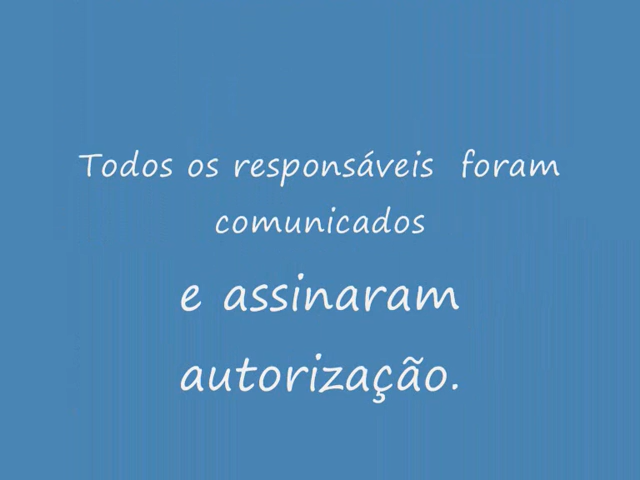 Todos os responsáveis foram
comunicados
e assinaram
autorização.